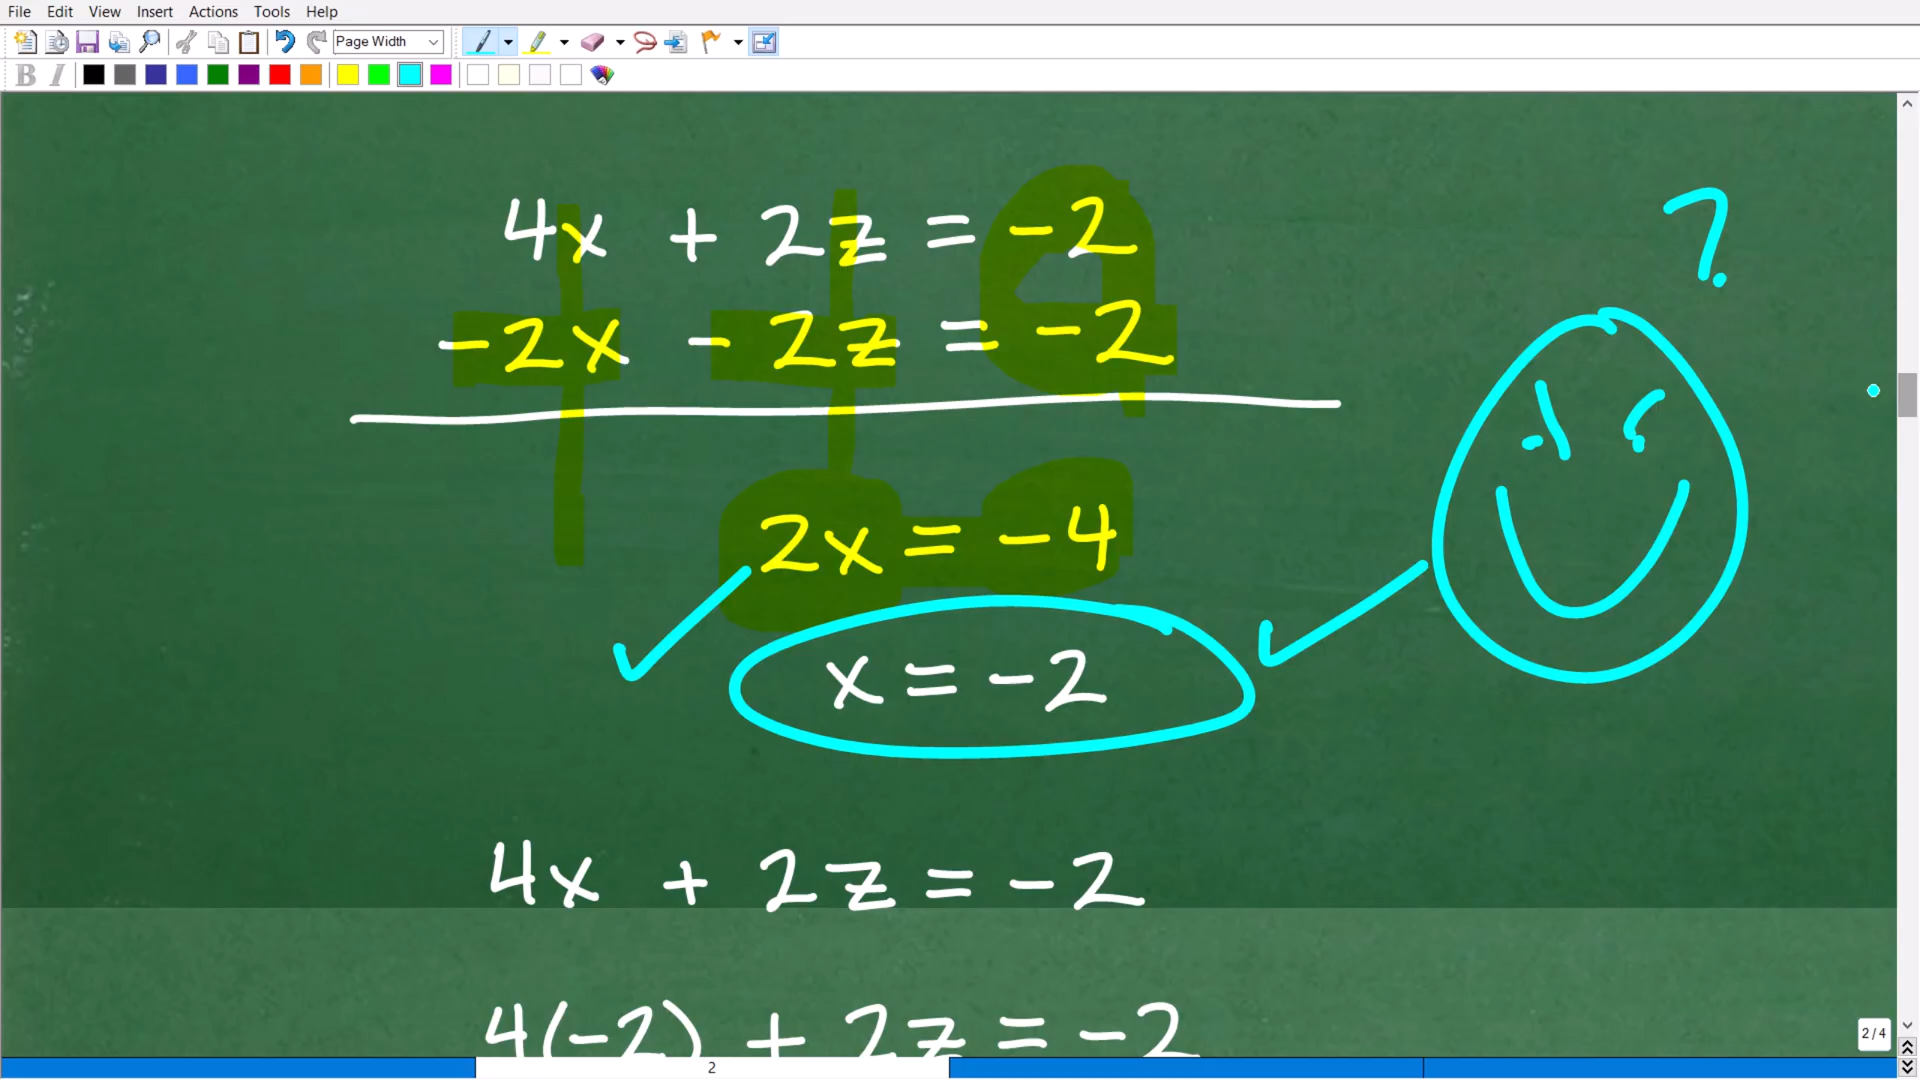 File Edit View Insert Actions Tools Help
Page Width
B I
4x + 2z = -2
-2x - 2z = -2
2x = -4
x = -2
?
4x + 2z = -2
4(-2) + 2z = -2
2/4
2